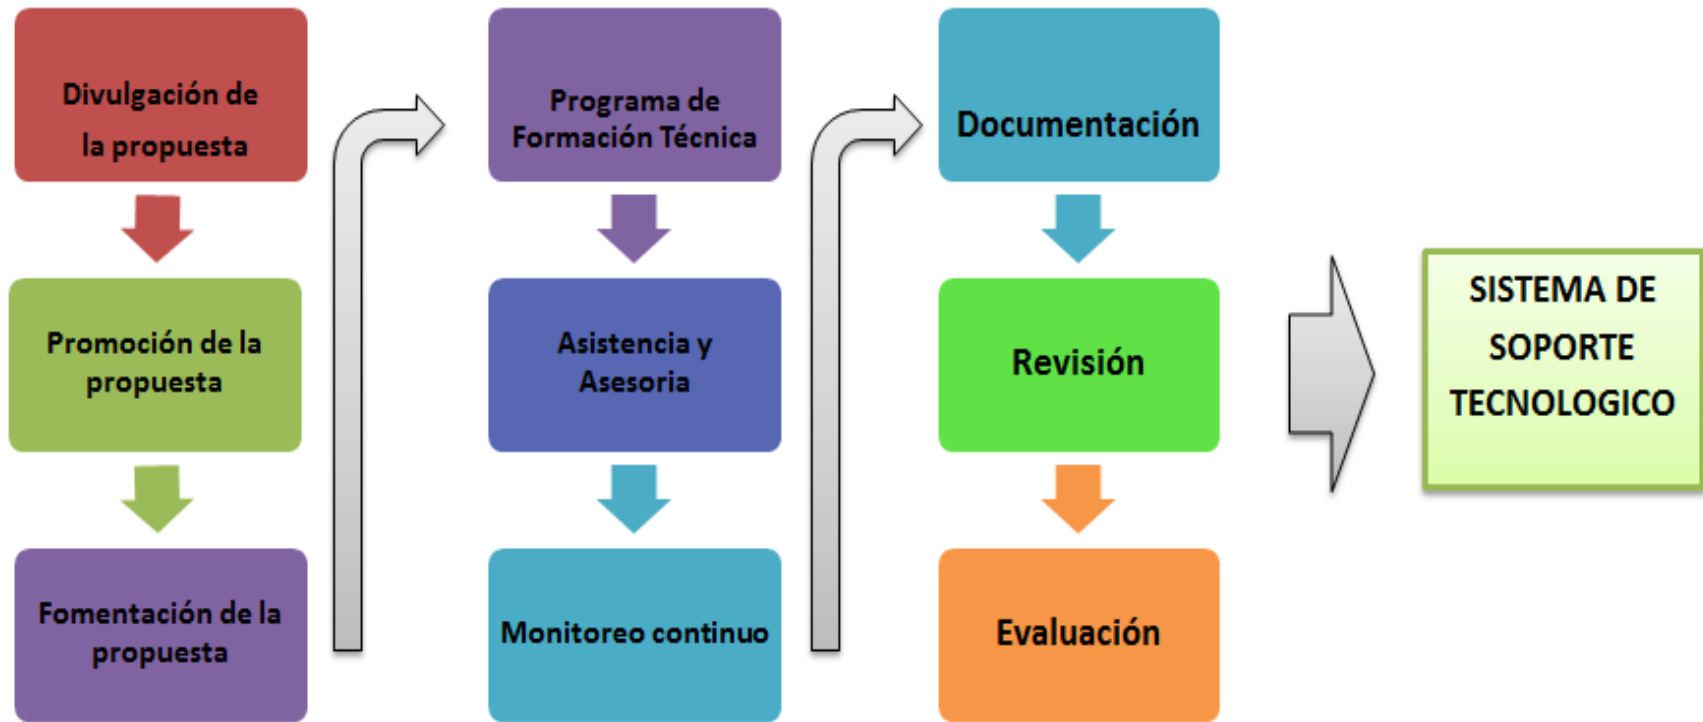 Divulgación de
la propuesta
Promoción de la
propuesta
Fomentación de la
propuesta
Programa de
Formación Técnica
Asistencia y
Asesoria
Monitoreo continuo
Documentación
Revisión
Evaluación
SISTEMA DE
SOPORTE
TECNOLOGICO